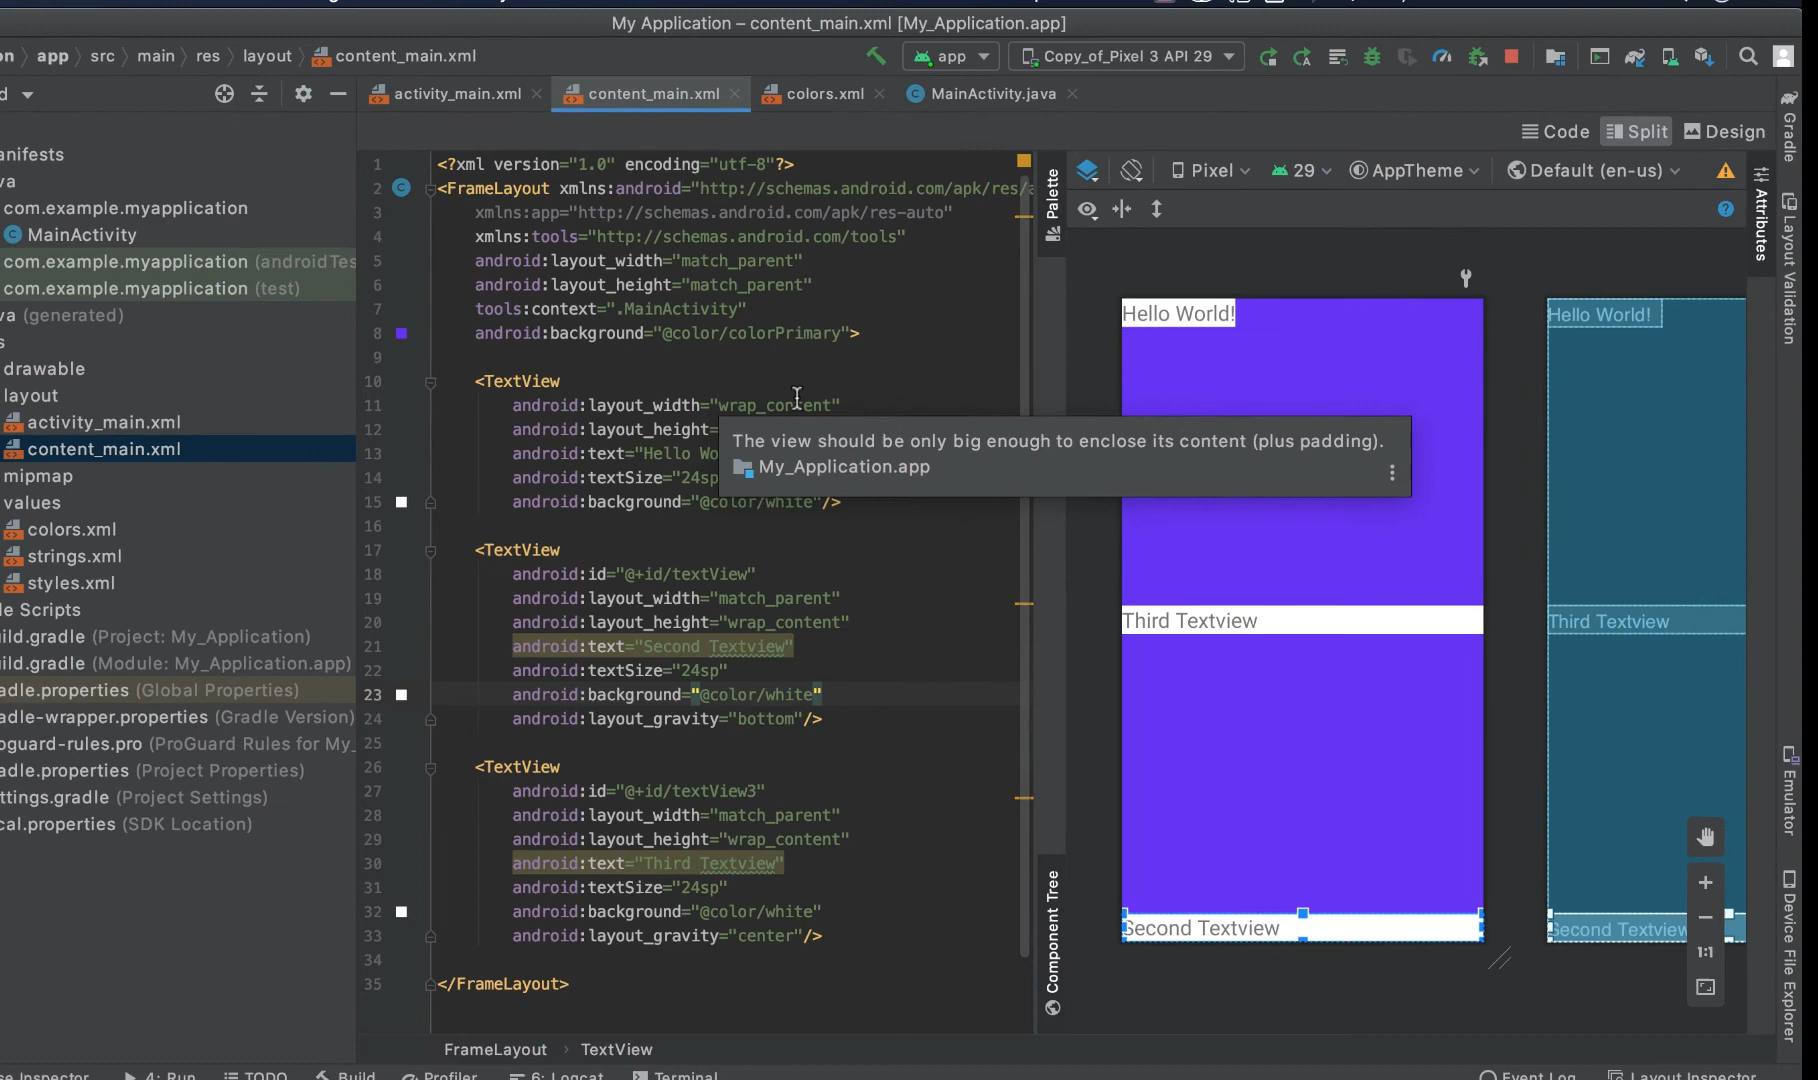 My Application – content_main.xml [My_Application.app]
on app src main res layout content_main.xml
app
Copy_of_Pixel 3 API 29
d
activity_main.xml
content_main.xml
colors.xml
MainActivity.java
Code
Split
Design
anifests
va
com.example.myapplication
MainActivity
com.example.myapplication (androidTes
com.example.myapplication (test)
va (generated)
s
drawable
layout
activity_main.xml
content_main.xml
mipmap
values
colors.xml
strings.xml
styles.xml
le Scripts
ild.gradle (Project: My_Application)
ild.gradle (Module: My_Application.app)
adle.properties (Global Properties)
adle-wrapper.properties (Gradle Version)
oguard-rules.pro (ProGuard Rules for My_
adle.properties (Project Properties)
ttings.gradle (Project Settings)
cal.properties (SDK Location)
1 <?xml version="1.0" encoding="utf-8"?>
2 <FrameLayout xmlns:android="http://schemas.android.com/apk/res/a
3 xmlns:app="http://schemas.android.com/apk/res-auto"
4 xmlns:tools="http://schemas.android.com/tools"
5 android:layout_width="match_parent"
6 android:layout_height="match_parent"
7 tools:context=".MainActivity"
8 android:background="@color/colorPrimary">
9
10 <TextView
11 android:layout_width="wrap_content"
12 android:layout_height=
13 android:text="Hello Wo
14 android:textSize="24sp
15 android:background="@color/white"/>
16
17 <TextView
18 android:id="@+id/textView"
19 android:layout_width="match_parent"
20 android:layout_height="wrap_content"
21 android:text="Second Textview"
22 android:textSize="24sp"
23 android:background="@color/white"
24 android:layout_gravity="bottom"/>
25
26 <TextView
27 android:id="@+id/textView3"
28 android:layout_width="match_parent"
29 android:layout_height="wrap_content"
30 android:text="Third Textview"
31 android:textSize="24sp"
32 android:background="@color/white"
33 android:layout_gravity="center"/>
34
35 </FrameLayout>
The view should be only big enough to enclose its content (plus padding).
My_Application.app
FrameLayout TextView
Palette
Component Tree
Pixel
29
AppTheme
Default (en-us)
Hello World!
Third Textview
Second Textview
Hello World!
Third Textview
Second Textview
1:1
Attributes
Gradle
Layout Validation
Emulator
Device File Explorer
se Inspector
4: Run
TODO
Build
Profiler
6: Logcat
Terminal
Event Log
Layout Inspector